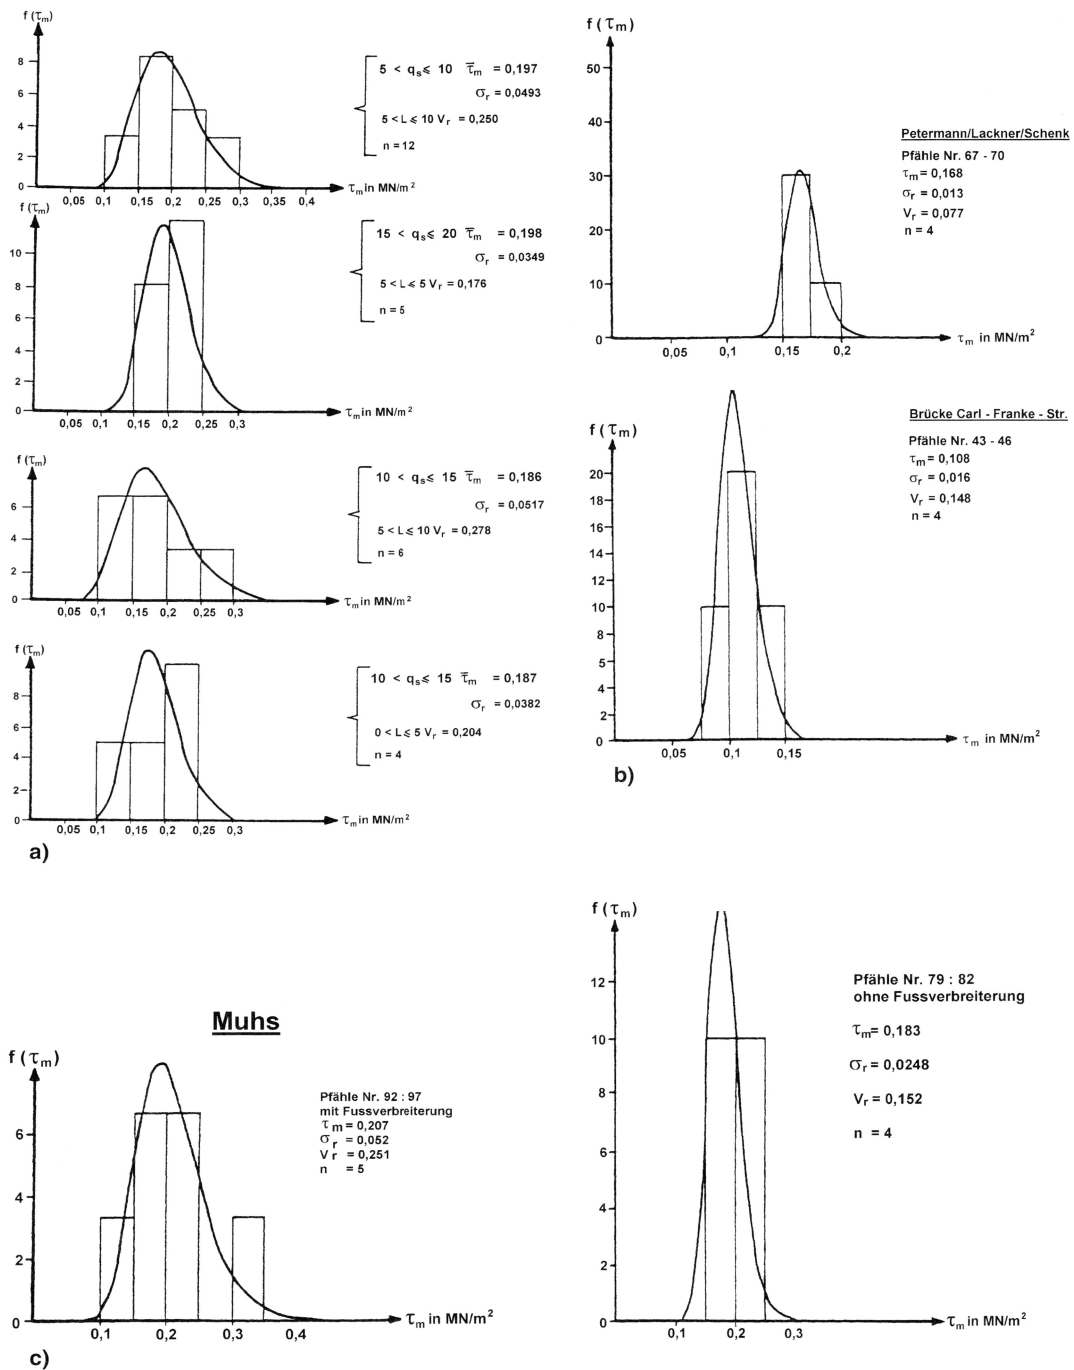 f (τm)
8
6
4
2
0
0,05 0,1 0,15 0,2 0,25 0,3 0,35 0,4
τm in MN/m²
5 < qs ≤ 10 τ̅m = 0,197
σr = 0,0493
5 < L ≤ 10 Vr = 0,250
n = 12
f (τm)
10
8
6
4
2
0
0,05 0,1 0,15 0,2 0,25 0,3
τm in MN/m²
15 < qs ≤ 20 τ̅m = 0,198
σr = 0,0349
5 < L ≤ 5 Vr = 0,176
n = 5
f (τm)
6
4
2
0
0,05 0,1 0,15 0,2 0,25 0,3
τm in MN/m²
10 < qs ≤ 15 τ̅m = 0,186
σr = 0,0517
5 < L ≤ 10 Vr = 0,278
n = 6
f (τm)
8
6
4
2
0
0,05 0,1 0,15 0,2 0,25 0,3
τm in MN/m²
10 < qs ≤ 15 τ̅m = 0,187
σr = 0,0382
0 < L ≤ 5 Vr = 0,204
n = 4
a)
f (τm)
50
40
30
20
10
0
0,05 0,1 0,15 0,2
τm in MN/m²
Petermann/Lackner/Schenk
Pfähle Nr. 67 - 70
τm = 0,168
σr = 0,013
Vr = 0,077
n = 4
f (τm)
20
18
16
14
12
10
8
5
4
2
0
0,05 0,1 0,15
τm in MN/m²
Brücke Carl - Franke - Str.
Pfähle Nr. 43 - 46
τm = 0,108
σr = 0,016
Vr = 0,148
n = 4
b)
Muhs
f (τm)
6
4
2
0
0,1 0,2 0,3 0,4
τm in MN/m²
Pfähle Nr. 92 : 97
mit Fussverbreiterung
τm = 0,207
σr = 0,052
Vr = 0,251
n = 5
c)
f (τm)
12
10
8
6
4
2
0
0,1 0,2 0,3
τm in MN/m²
Pfähle Nr. 79 : 82
ohne Fussverbreiterung
τm = 0,183
σr = 0,0248
Vr = 0,152
n = 4